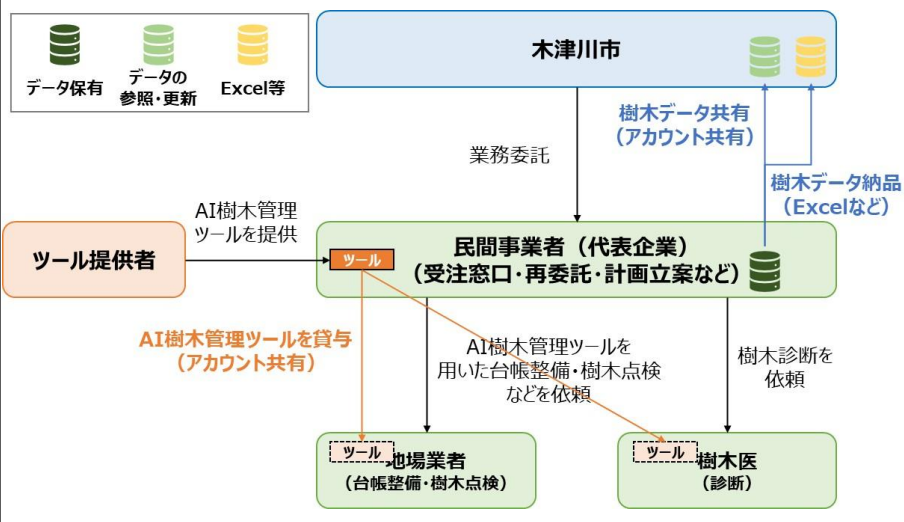 データ保有
データの
参照・更新
Excel等
木津川市
樹木データ共有
（アカウント共有）
業務委託
樹木データ納品
（Excelなど）
AI樹木管理
ツールを提供
ツール提供者
ツール
民間事業者（代表企業）
（受注窓口・再委託・計画立案など）
AI樹木管理ツールを貸与
（アカウント共有）
AI樹木管理ツールを
用いた台帳整備・樹木点検
などを依頼
樹木診断を
依頼
ツール
地場業者
（台帳整備・樹木点検）
ツール
樹木医
（診断）